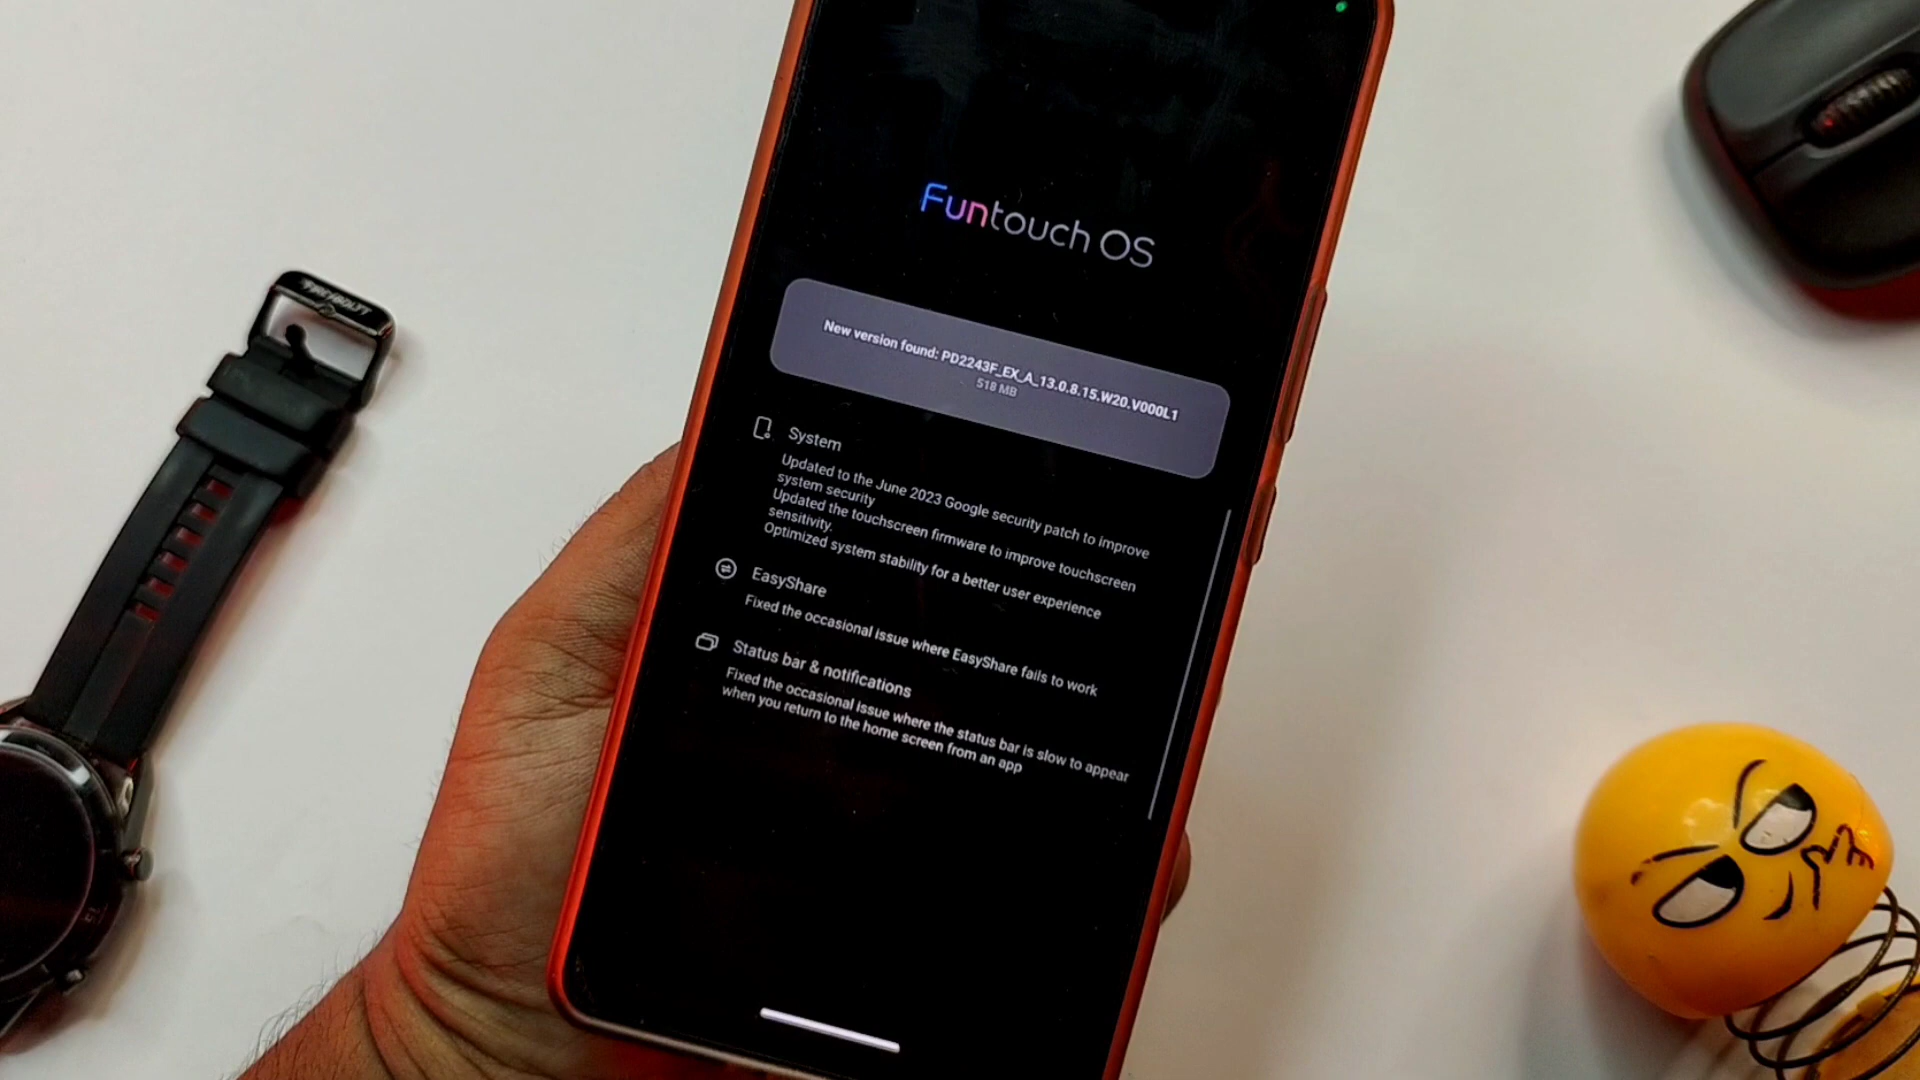 Funtouch OS
New version found: PD2243F_EX_A_13.0.8.15.W20.V000L1
518 MB
System
Updated to the June 2023 Google security patch to improve
system security
Updated the touchscreen firmware to improve touchscreen
sensitivity.
Optimized system stability for a better user experience
EasyShare
Fixed the occasional issue where EasyShare fails to work
Status bar & notifications
Fixed the occasional issue where the status bar is slow to appear
when you return to the home screen from an app